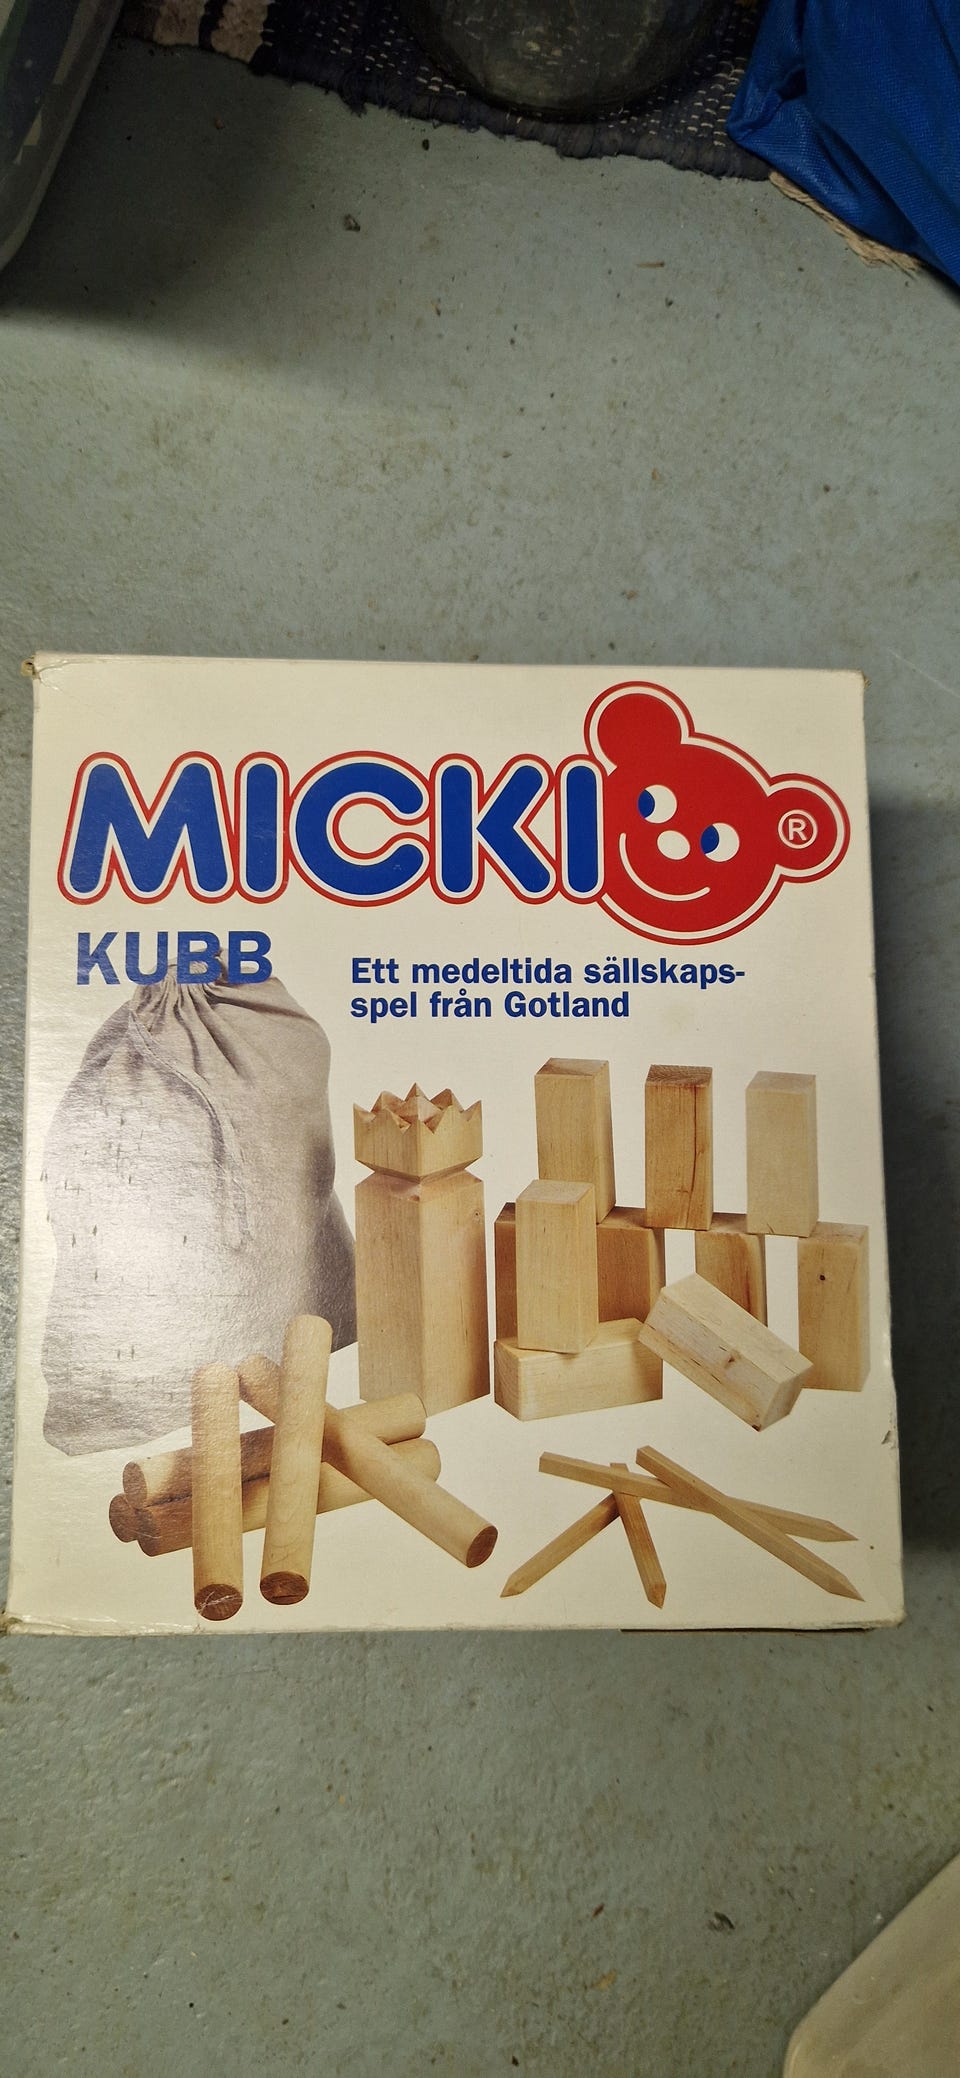 MICKI ®
KUBB
Ett medeltida sällskaps-
spel från Gotland